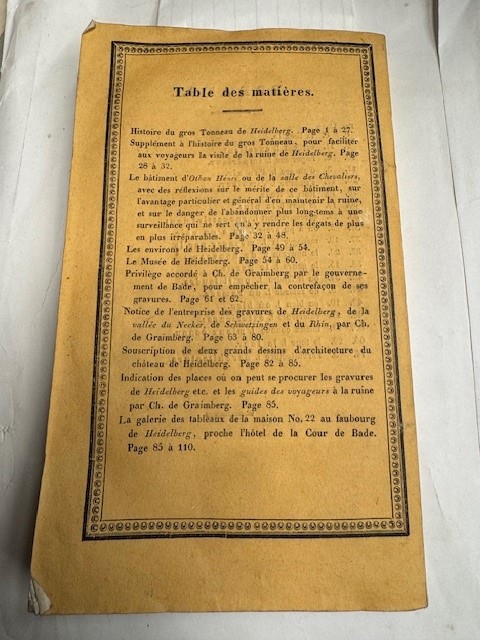 Table des matières.
Histoire du gros Tonneau de Heidelberg. Page 1 à 27.
Supplément à l'histoire du gros Tonneau, pour faciliter
aux voyageurs la visite de la ruine de Heidelberg. Page
28 à 32.
Le bâtiment d'Othon Henri ou de la salle des Chevaliers,
avec des réflexions sur le mérite de ce bâtiment, sur
l'avantage particulier et général d'en maintenir la ruine,
et sur le danger de l'abandonner plus long-tems à une
surveillance qui ne sert qu'a y rendre les dégats de plus
en plus irréparables. Page 32 à 48.
Les environs de Heidelberg. Page 49 à 54.
Le Musée de Heidelberg. Page 54 à 60.
Privilége accordé à Ch. de Graimberg par le gouverne-
ment de Bade, pour empêcher la contrefaçon de ses
gravures. Page 61 et 62.
Notice de l'entreprise des gravures de Heidelberg, de la
vallée du Necker, de Schwetzingen et du Rhin, par Ch.
de Graimberg. Page 63 à 80.
Souscription de deux grands dessins d'architecture du
château de Heidelberg. Page 82 à 85.
Indication des places où on peut se procurer les gravures
de Heidelberg etc. et les guides des voyageurs à la ruine
par Ch. de Graimberg. Page 85.
La galerie des tableaux de la maison No. 22 au faubourg
de Heidelberg, proche l'hôtel de la Cour de Bade.
Page 85 à 110.